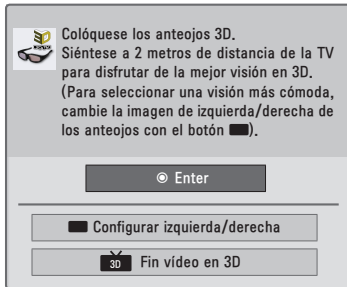 Colóquese los anteojos 3D.
Siéntese a 2 metros de distancia de la TV
para disfrutar de la mejor visión en 3D.
(Para seleccionar una visión más cómoda,
cambie la imagen de izquierda/derecha de
los anteojos con el botón ).
Enter
Configurar izquierda/derecha
3D Fin vídeo en 3D